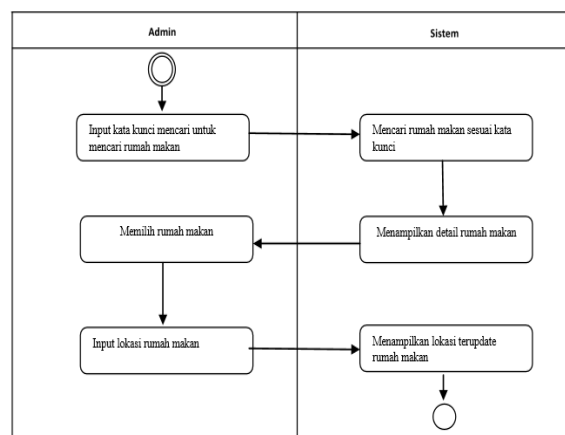 Admin
Sistem
Input kata kunci mencari untuk
mencari rumah makan
Mencari rumah makan sesuai kata
kunci
Memilih rumah makan
Menampilkan detail rumah makan
Input lokasi rumah makan
Menampilkan lokasi terupdate
rumah makan